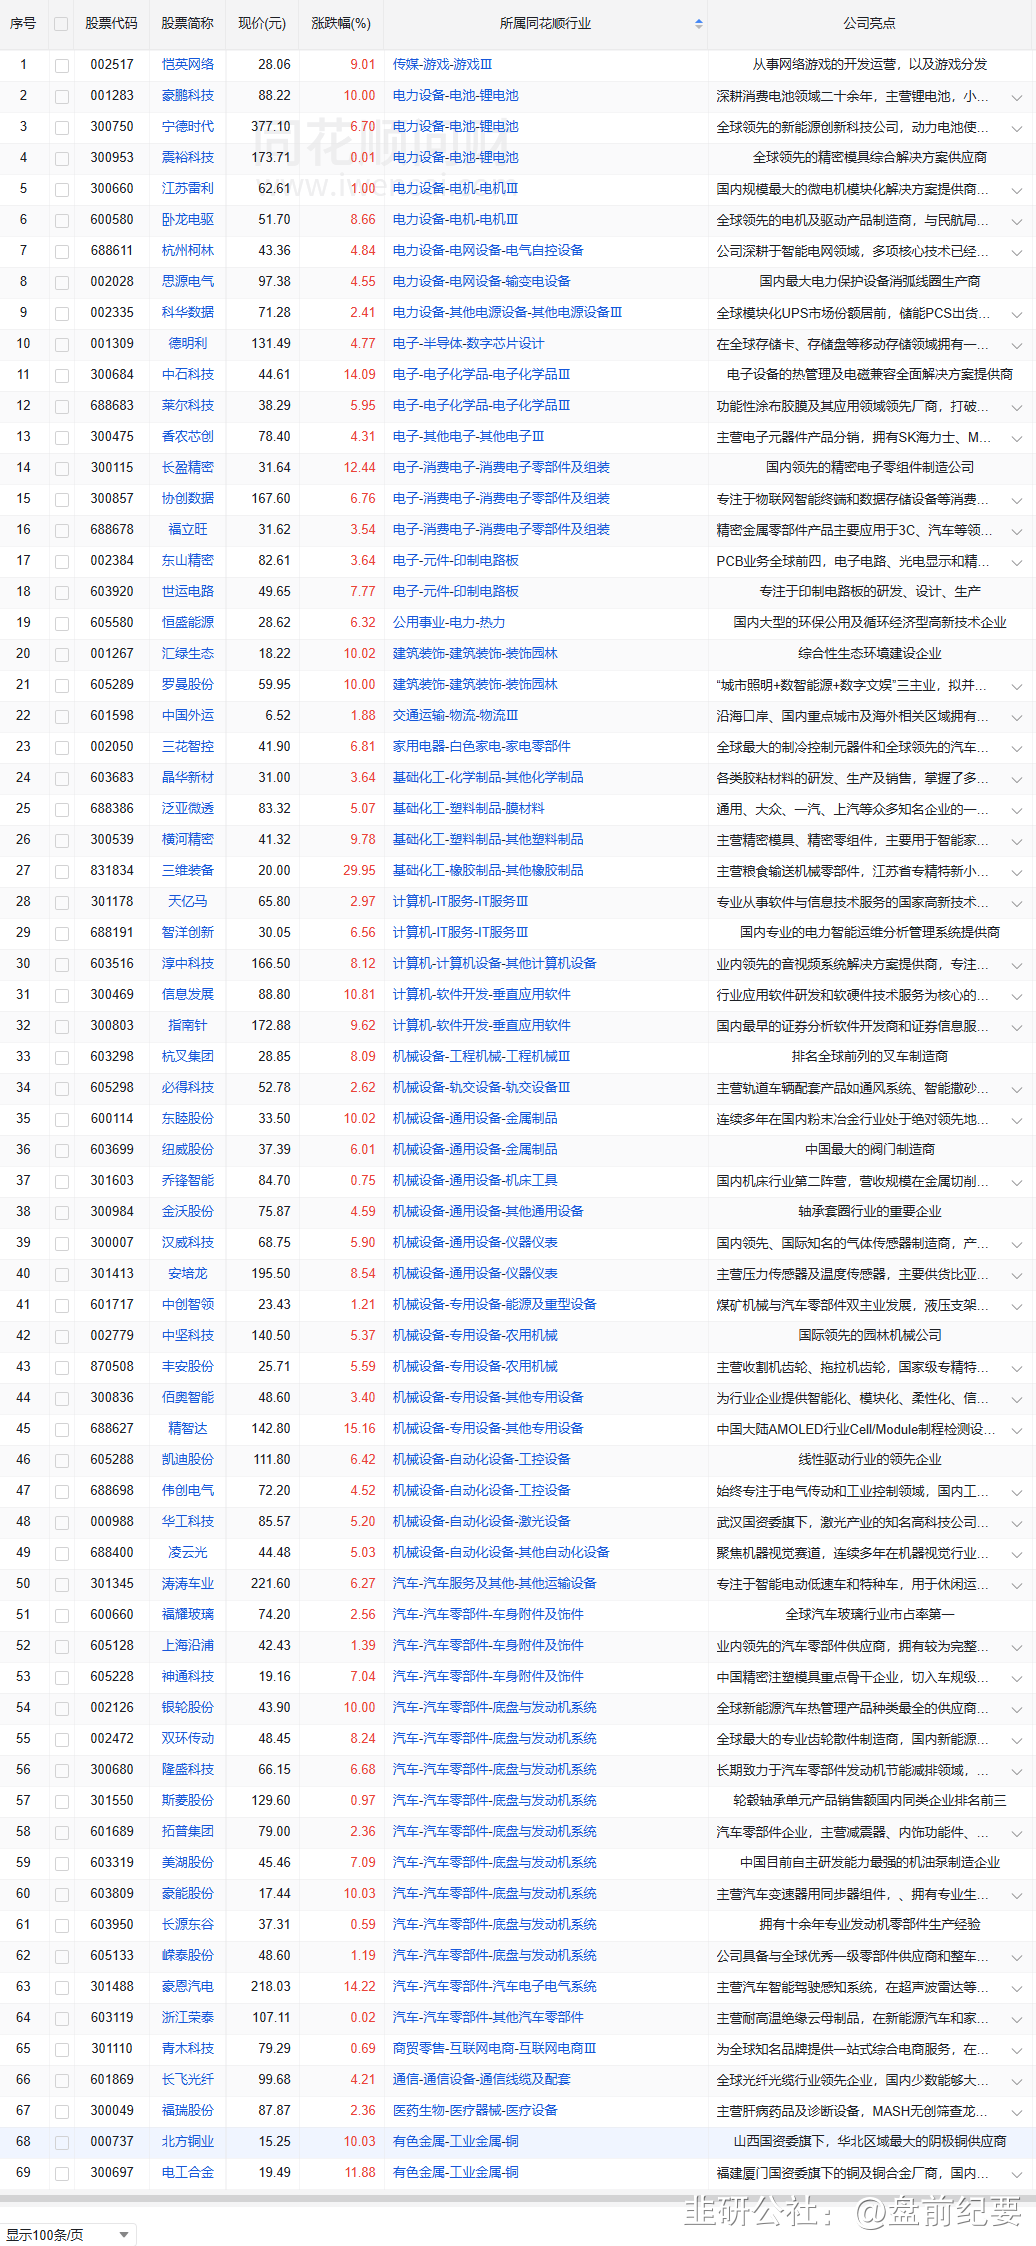 序号 股票代码 股票简称 现价(元) 涨跌幅(%) 所属同花顺行业 公司亮点
1 002517 恺英网络 28.06 9.01 传媒-游戏-游戏III 从事网络游戏的开发运营，以及游戏分发
2 001283 豪鹏科技 88.22 10.00 电力设备-电池-锂电池 深耕消费电池领域二十余年，主营锂电池，小...
3 300750 宁德时代 377.10 6.70 电力设备-电池-锂电池 全球领先的新能源创新科技公司，动力电池使...
4 300953 震裕科技 173.71 0.01 电力设备-电池-锂电池 全球领先的精密模具综合解决方案供应商
5 300660 江苏雷利 62.61 1.00 电力设备-电机-电机III 国内规模最大的微电机模块化解决方案提供商...
6 600580 卧龙电驱 51.70 8.66 电力设备-电机-电机III 全球领先的电机及驱动产品制造商，与民航局...
7 688611 杭州柯林 43.36 4.84 电力设备-电网设备-电气自控设备 公司深耕于智能电网领域，多项核心技术已经...
8 002028 思源电气 97.38 4.55 电力设备-电网设备-输变电设备 国内最大电力保护设备消弧线圈生产商
9 002335 科华数据 71.28 2.41 电力设备-其他电源设备-其他电源设备III 全球模块化UPS市场份额居前，储能PCS出货...
10 001309 德明利 131.49 4.77 电子-半导体-数字芯片设计 在全球存储卡、存储盘等移动存储领域拥有一...
11 300684 中石科技 44.61 14.09 电子-电子化学品-电子化学品III 电子设备的热管理及电磁兼容全面解决方案提供商
12 688683 莱尔科技 38.29 5.95 电子-电子化学品-电子化学品III 功能性涂布胶膜及其应用领域领先厂商，打破...
13 300475 香农芯创 78.40 4.31 电子-其他电子-其他电子III 主营电子元器件产品分销，拥有SK海力士、M...
14 300115 长盈精密 31.64 12.44 电子-消费电子-消费电子零部件及组装 国内领先的精密电子零组件制造公司
15 300857 协创数据 167.60 6.76 电子-消费电子-消费电子零部件及组装 专注于物联网智能终端和数据存储设备等消费...
16 688678 福立旺 31.62 3.54 电子-消费电子-消费电子零部件及组装 精密金属零部件产品主要应用于3C、汽车等领...
17 002384 东山精密 82.61 3.64 电子-元件-印制电路板 PCB业务全球前四，电子电路、光电显示和精...
18 603920 世运电路 49.65 7.77 电子-元件-印制电路板 专注于印制电路板的研发、设计、生产
19 605580 恒盛能源 28.62 6.32 公用事业-电力-热力 国内大型的环保公用及循环经济型高新技术企业
20 001267 汇绿生态 18.22 10.02 建筑装饰-建筑装饰-装饰园林 综合性生态环境建设企业
21 605289 罗曼股份 59.95 10.00 建筑装饰-建筑装饰-装饰园林 “城市照明+数智能源+数字文娱”三主业，拟并...
22 601598 中国外运 6.52 1.88 交通运输-物流-物流III 沿海口岸、国内重点城市及海外相关区域拥有...
23 002050 三花智控 41.90 6.81 家用电器-白色家电-家电零部件 全球最大的制冷控制元器件和全球领先的汽车...
24 603683 晶华新材 31.00 3.64 基础化工-化学制品-其他化学制品 各类胶粘材料的研发、生产及销售，掌握了多...
25 688386 泛亚微透 83.32 5.07 基础化工-塑料制品-膜材料 通用、大众、一汽、上汽等众多知名企业的一...
26 300539 横河精密 41.32 9.78 基础化工-塑料制品-其他塑料制品 主营精密模具、精密零组件，主要用于智能家...
27 831834 三维装备 20.00 29.95 基础化工-橡胶制品-其他橡胶制品 主营粮食输送机械零部件，江苏省专精特新小...
28 301178 天亿马 65.80 2.97 计算机-IT服务-IT服务III 专业从事软件与信息技术服务的国家高新技术...
29 688191 智洋创新 30.05 6.56 计算机-IT服务-IT服务III 国内专业的电力智能运维分析管理系统提供商
30 603516 淳中科技 166.50 8.12 计算机-计算机设备-其他计算机设备 业内领先的音视频系统解决方案提供商，专注...
31 300469 信息发展 88.80 10.81 计算机-软件开发-垂直应用软件 行业应用软件研发和软硬件技术服务为核心的...
32 300803 指南针 172.88 9.62 计算机-软件开发-垂直应用软件 国内最早的证券分析软件开发商和证券信息服...
33 603298 杭叉集团 28.85 8.09 机械设备-工程机械-工程机械III 排名全球前列的叉车制造商
34 605298 必得科技 52.78 2.62 机械设备-轨交设备-轨交设备III 主营轨道车辆配套产品如通风系统、智能撒砂...
35 600114 东睦股份 33.50 10.02 机械设备-通用设备-金属制品 连续多年在国内粉末冶金行业处于绝对领先地...
36 603699 纽威股份 37.39 6.01 机械设备-通用设备-金属制品 中国最大的阀门制造商
37 301603 乔锋智能 84.70 0.75 机械设备-通用设备-机床工具 国内机床行业第二阵营，营收规模在金属切削...
38 300984 金沃股份 75.87 4.59 机械设备-通用设备-其他通用设备 轴承套圈行业的重要企业
39 300007 汉威科技 68.75 5.90 机械设备-通用设备-仪器仪表 国内领先、国际知名的气体传感器制造商，产...
40 301413 安培龙 195.50 8.54 机械设备-通用设备-仪器仪表 主营压力传感器及温度传感器，主要供货比亚...
41 601717 中创智领 23.43 1.21 机械设备-专用设备-能源及重型设备 煤矿机械与汽车零部件双主业发展，液压支架...
42 002779 中坚科技 140.50 5.37 机械设备-专用设备-农用机械 国际领先的园林机械公司
43 870508 丰安股份 25.71 5.59 机械设备-专用设备-农用机械 主营收割机齿轮、拖拉机齿轮，国家级专精特...
44 300836 佰奥智能 48.60 3.40 机械设备-专用设备-其他专用设备 为行业企业提供智能化、模块化、柔性化、信...
45 688627 精智达 142.80 15.16 机械设备-专用设备-其他专用设备 中国大陆AMOLED行业Cell/Module制程检测设...
46 605288 凯迪股份 111.80 6.42 机械设备-自动化设备-工控设备 线性驱动行业的领先企业
47 688698 伟创电气 72.20 4.52 机械设备-自动化设备-工控设备 始终专注于电气传动和工业控制领域，国内工...
48 000988 华工科技 85.57 5.20 机械设备-自动化设备-激光设备 武汉国资委旗下，激光产业的知名高科技公司...
49 688400 凌云光 44.48 5.03 机械设备-自动化设备-其他自动化设备 聚焦机器视觉赛道，连续多年在机器视觉行业...
50 301345 涛涛车业 221.60 6.27 汽车-汽车服务及其他-其他运输设备 专注于智能电动低速车和特种车，用于休闲运...
51 600660 福耀玻璃 74.20 2.56 汽车-汽车零部件-车身附件及饰件 全球汽车玻璃行业市占率第一
52 605128 上海沿浦 42.43 1.39 汽车-汽车零部件-车身附件及饰件 业内领先的汽车零部件供应商，拥有较为完整...
53 605228 神通科技 19.16 7.04 汽车-汽车零部件-车身附件及饰件 中国精密注塑模具重点骨干企业，切入车规级...
54 002126 银轮股份 43.90 10.00 汽车-汽车零部件-底盘与发动机系统 全球新能源汽车热管理产品种类最全的供应商...
55 002472 双环传动 48.45 8.24 汽车-汽车零部件-底盘与发动机系统 全球最大的专业齿轮散件制造商，国内新能源...
56 300680 隆盛科技 66.15 6.68 汽车-汽车零部件-底盘与发动机系统 长期致力于汽车零部件发动机节能减排领域，...
57 301550 斯菱股份 129.60 0.97 汽车-汽车零部件-底盘与发动机系统 轮毂轴承单元产品销售额国内同类企业排名前三
58 601689 拓普集团 79.00 2.36 汽车-汽车零部件-底盘与发动机系统 汽车零部件企业，主营减震器、内饰功能件、...
59 603319 美湖股份 45.46 7.09 汽车-汽车零部件-底盘与发动机系统 中国目前自主研发能力最强的机油泵制造企业
60 603809 豪能股份 17.44 10.03 汽车-汽车零部件-底盘与发动机系统 主营汽车变速器用同步器组件，、拥有专业生...
61 603950 长源东谷 37.31 0.59 汽车-汽车零部件-底盘与发动机系统 拥有十余年专业发动机零部件生产经验
62 605133 嵘泰股份 48.60 1.19 汽车-汽车零部件-底盘与发动机系统 公司具备与全球优秀一级零部件供应商和整车...
63 301488 豪恩汽电 218.03 14.22 汽车-汽车零部件-汽车电子电气系统 主营汽车智能驾驶感知系统，在超声波雷达等...
64 603119 浙江荣泰 107.11 0.02 汽车-汽车零部件-其他汽车零部件 主营耐高温绝缘云母制品，在新能源汽车和家...
65 301110 青木科技 79.29 0.69 商贸零售-互联网电商-互联网电商III 为全球知名品牌提供一站式综合电商服务，在...
66 601869 长飞光纤 99.68 4.21 通信-通信设备-通信线缆及配套 全球光纤光缆行业领先企业，国内少数能够大...
67 300049 福瑞股份 87.87 2.36 医药生物-医疗器械-医疗设备 主营肝病药品及诊断设备，MASH无创筛查龙...
68 000737 北方铜业 15.25 10.03 有色金属-工业金属-铜 山西国资委旗下，华北区域最大的阴极铜供应商
69 300697 电工合金 19.49 11.88 有色金属-工业金属-铜 福建厦门国资委旗下的铜及铜合金厂商，国内...
韭研公社：@盘前纪要
显示100条/页